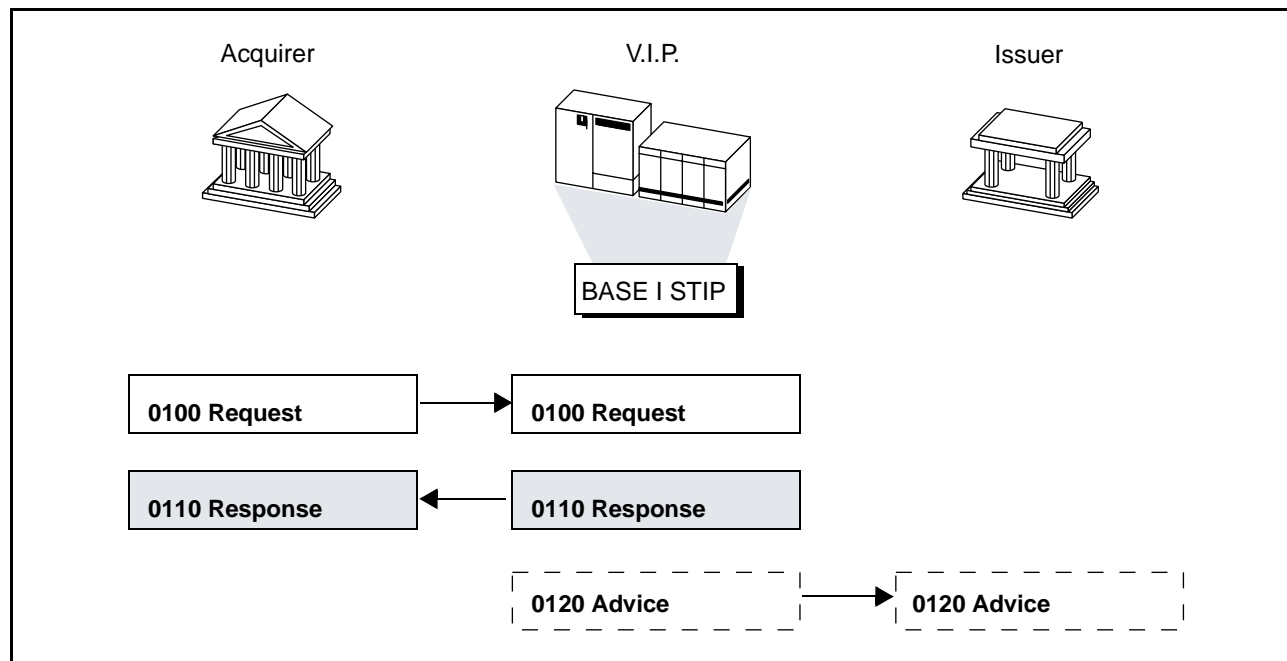 Acquirer
V.I.P.
Issuer
BASE I STIP
0100 Request
0100 Request
0110 Response
0110 Response
0120 Advice
0120 Advice